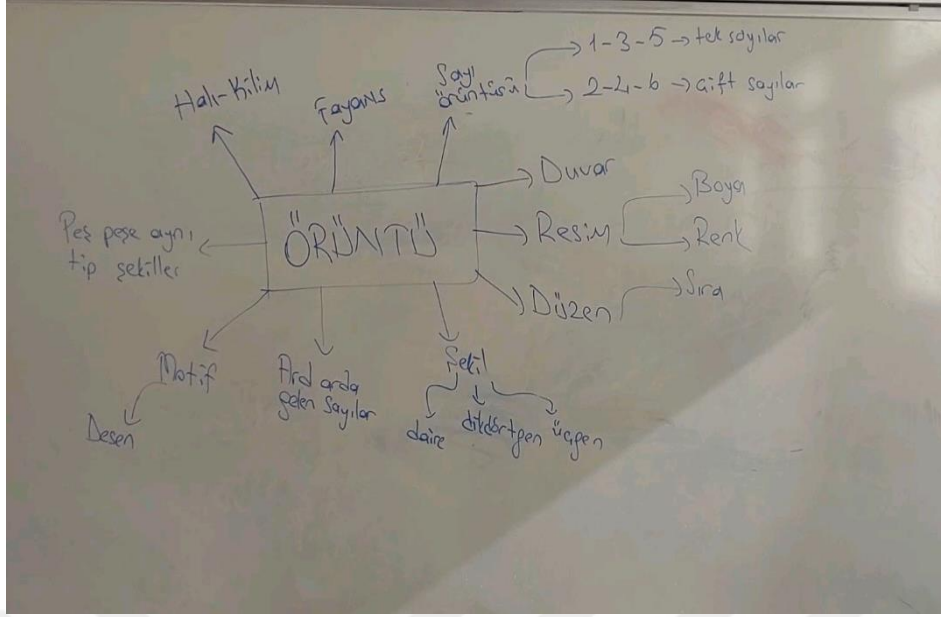 Halı-Kilim
Fayans
Sayı
örüntüsü
1-3-5 → tek sayılar
2-4-6 → çift sayılar
Duvar
ÖRÜNTÜ
Resim
Boya
Renk
Düzen
Sıra
Peş peşe aynı
tip şekiller
Motif
Desen
Ard arda
gelen sayılar
Şekil
daire
dikdörtgen
üçgen